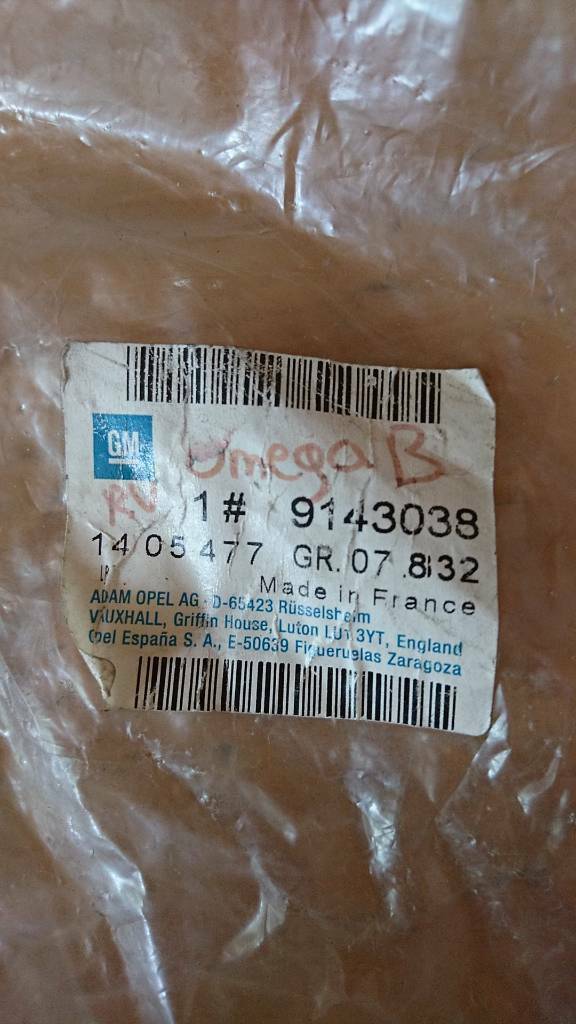 GM
Omega B
RV
1# 9143038
14 05 477 GR. 07 .832
Made in France
ADAM OPEL AG - D-65423 Rüsselsheim
VAUXHALL, Griffin House, Luton LU1 3YT, England
Opel España S. A., E-50639 Figueruelas Zaragoza